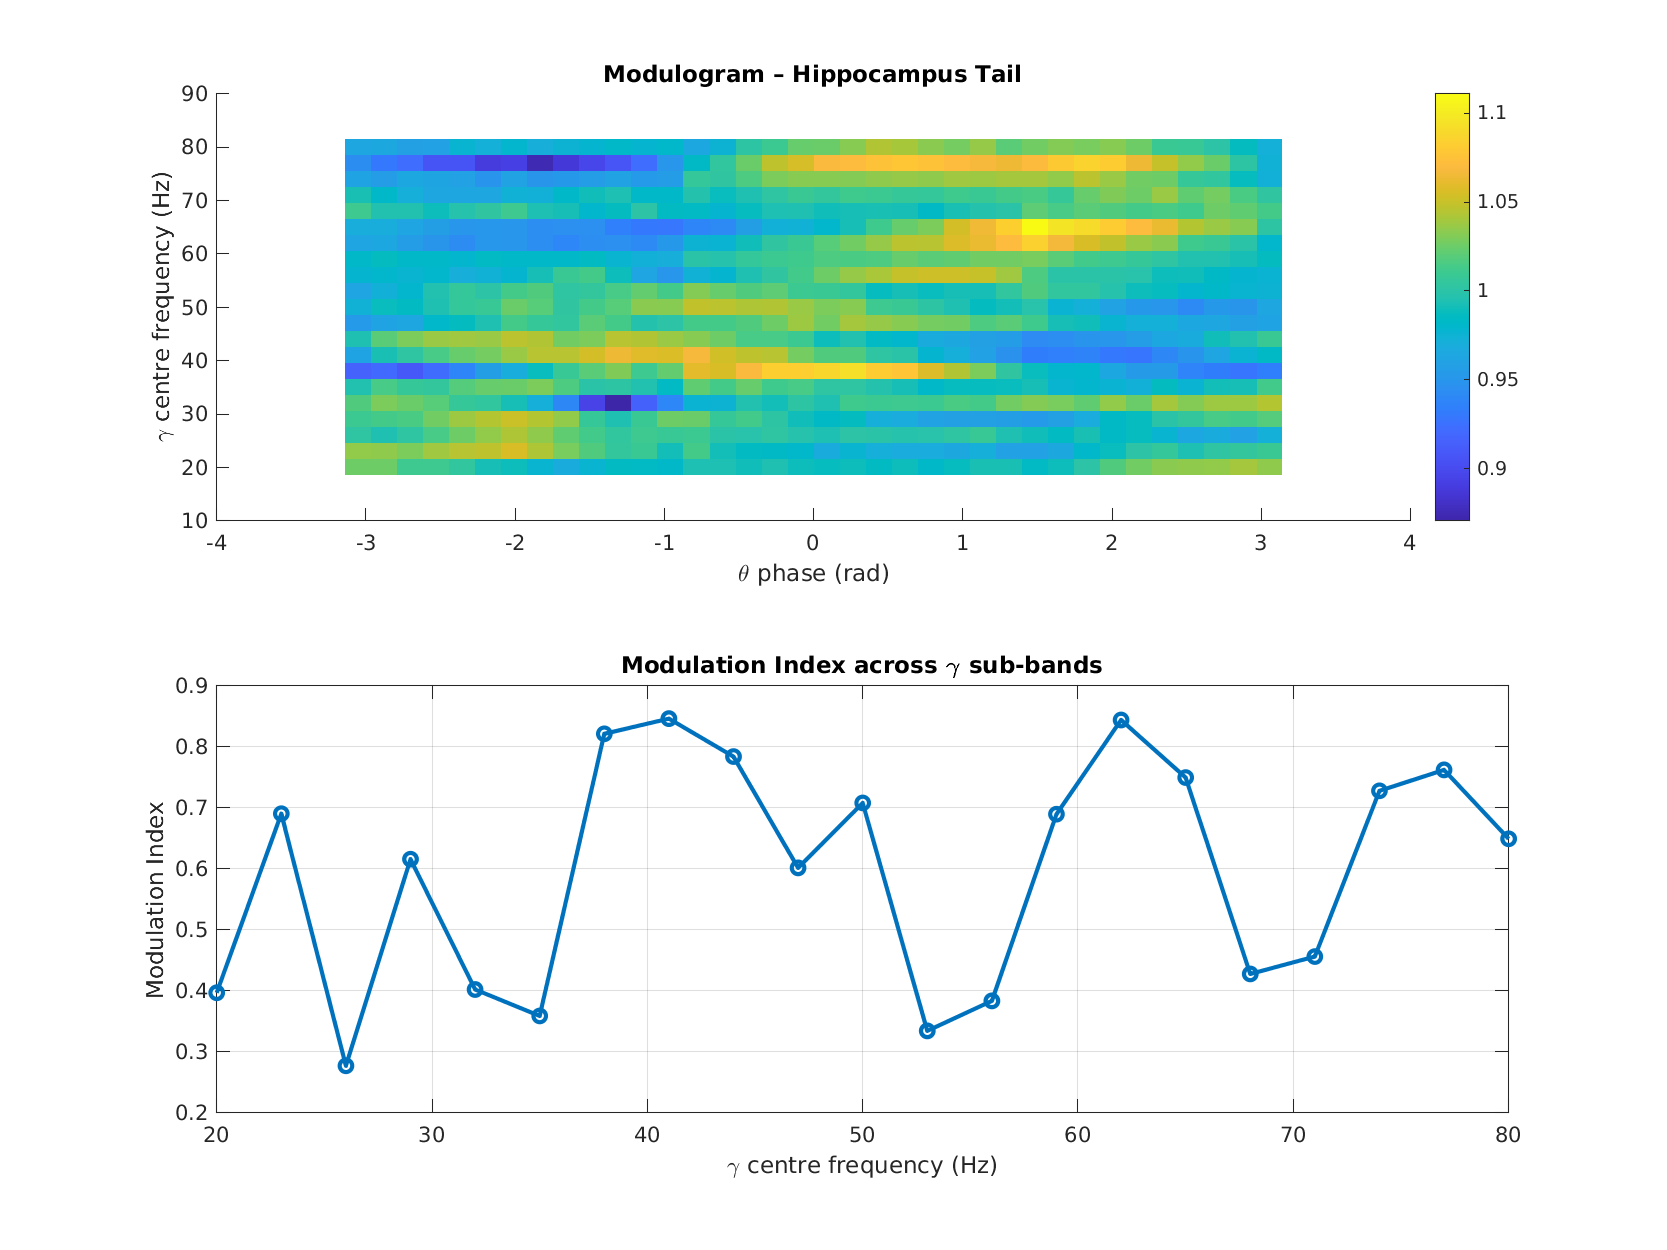 Modulogram – Hippocampus Tail
90
80
70
60
50
40
30
20
10
γ centre frequency (Hz)
-4 -3 -2 -1 0 1 2 3 4
θ phase (rad)
1.1
1.05
1
0.95
0.9
Modulation Index across γ sub-bands
0.9
0.8
0.7
0.6
0.5
0.4
0.3
0.2
Modulation Index
20 30 40 50 60 70 80
γ centre frequency (Hz)